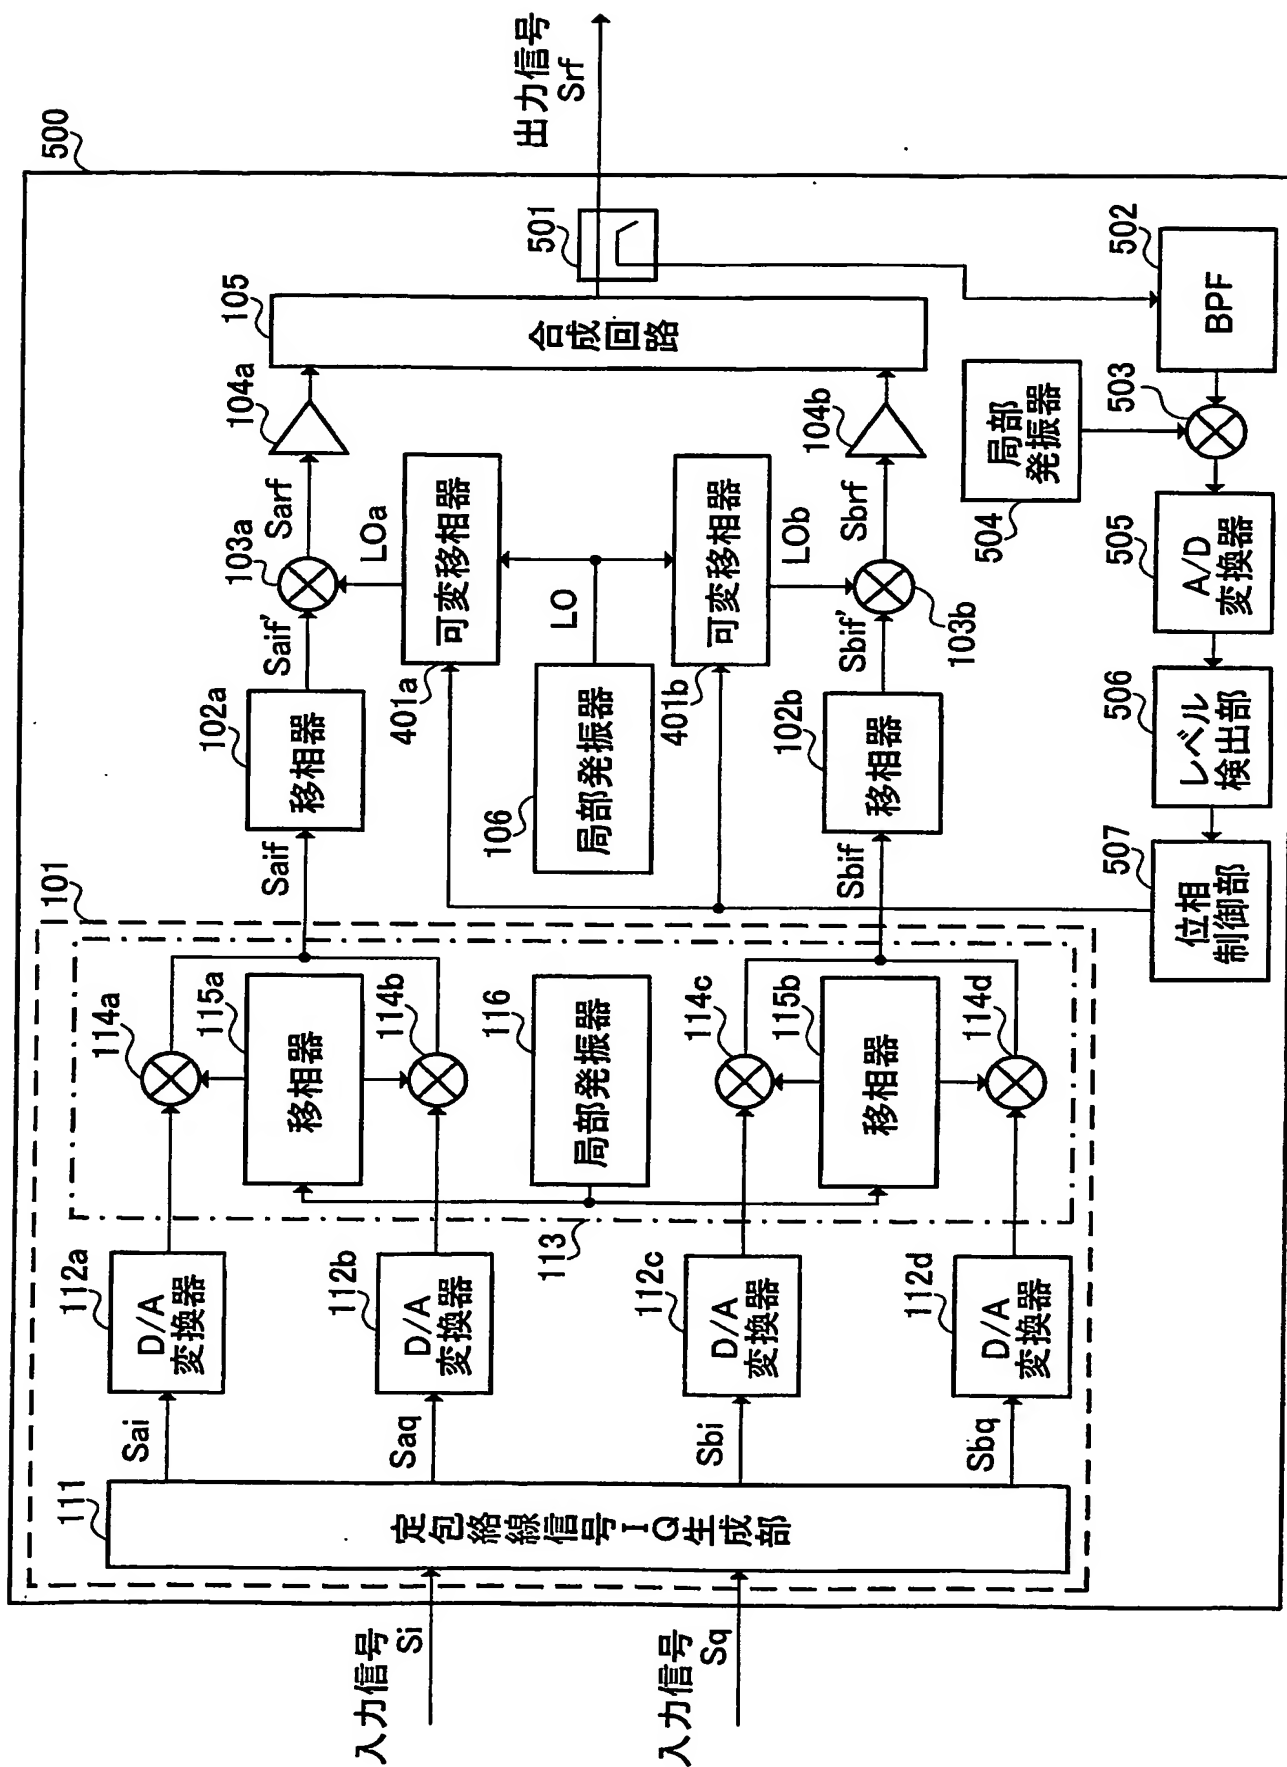 500
101
入力信号
Si
入力信号
Sq
111
定包絡線信号IQ生成部
Sai
Saq
Sbi
Sbq
112a
D/A
変換器
112b
D/A
変換器
112c
D/A
変換器
112d
D/A
変換器
113
114a
115a
移相器
114b
116
局部発振器
114c
115b
移相器
114d
Saif
Sbif
102a
移相器
102b
移相器
106
局部発振器
LO
Saif'
Sbif'
401a
可変移相器
401b
可変移相器
LOa
LOb
103a
103b
Sarf
Sbrf
104a
104b
105
合成回路
501
出力信号
Srf
502
BPF
503
504
局部
発振器
505
A/D
変換器
506
レベル
検出部
507
位相
制御部